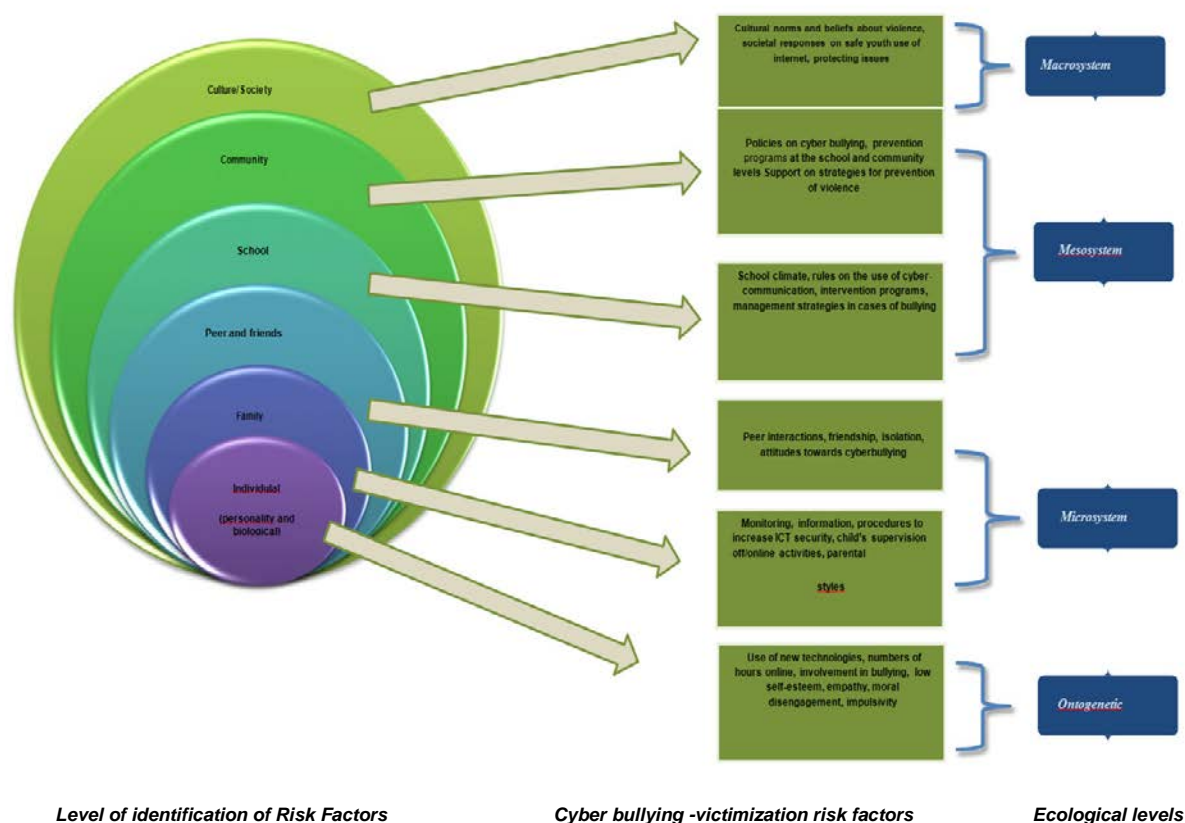 Culture/ Society
Community
School
Peer and friends
Family
Individulal
(personality and
biological)
Cultural norms and beliefs about violence,
societal responses on safe youth use of
internet, protecting issues
Policies on cyber bullying, prevention
programs at the school and community
levels Support on strategies for prevention
of violence
School climate, rules on the use of cyber
communication, intervention programs,
management strategies in cases of bullying
Peer interactions, friendship, isolation,
attitudes towards cyberbullying
Monitoring, information, procedures to
increase ICT security, child's supervision
off/online activities, parental
styles
Use of new technologies, numbers of
hours online, involvement in bullying, low
self-esteem, empathy, moral
disengagement, impulsivity
Macrosystem
Mesosystem
Microsystem
Ontogenetic
Level of identification of Risk Factors
Cyber bullying -victimization risk factors
Ecological levels